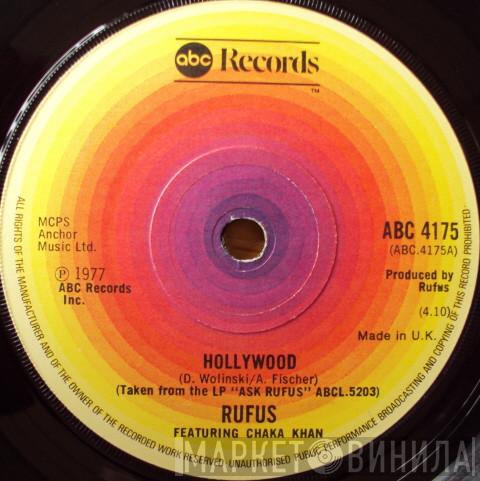 abc Records
TM
MCPS
Anchor
Music Ltd.
℗ 1977
ABC Records
Inc.
ABC 4175
(ABC.4175A)
Produced by
Rufus
(4.10)
Made in U.K.
HOLLYWOOD
(D. Wolinski/A. Fischer)
(Taken from the LP "ASK RUFUS" ABCL.5203)
RUFUS
FEATURING CHAKA KHAN
ALL RIGHTS OF THE MANUFACTURER AND OF THE OWNER OF THE RECORDED WORK RESERVED·UNAUTHORISED PUBLIC PERFORMANCE BROADCASTING AND COPYING OF THIS RECORD PROHIBITED·
МАРКЕТ ВИНИЛА